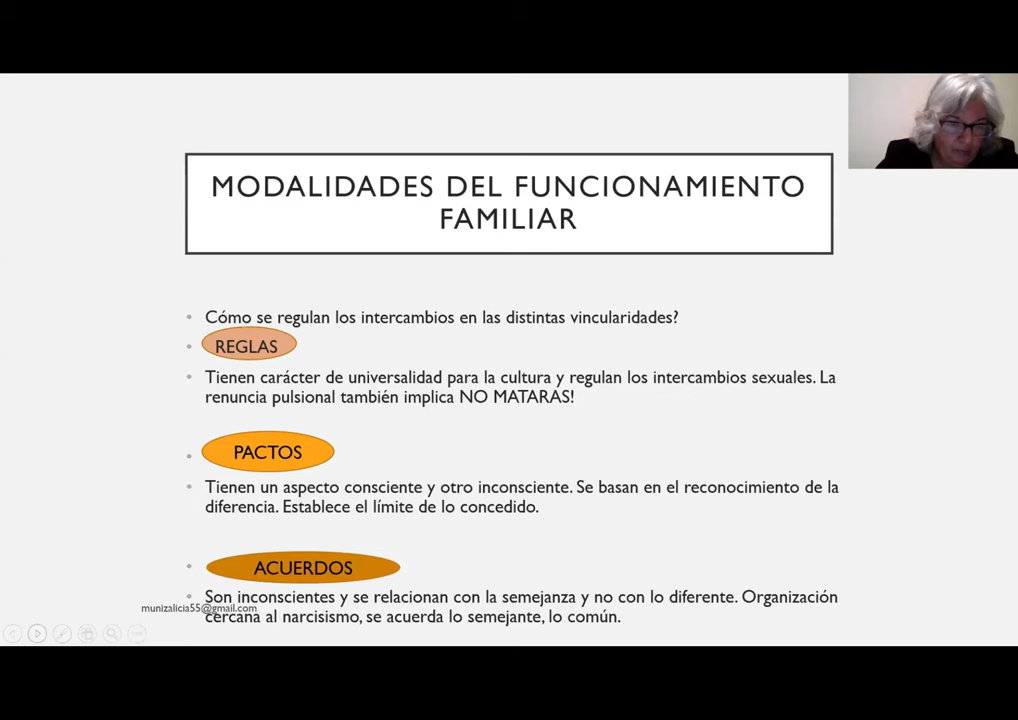 MODALIDADES DEL FUNCIONAMIENTO
FAMILIAR
Cómo se regulan los intercambios en las distintas vincularidades?
REGLAS
Tienen carácter de universalidad para la cultura y regulan los intercambios sexuales. La
renuncia pulsional también implica NO MATARAS!
PACTOS
Tienen un aspecto consciente y otro inconsciente. Se basan en el reconocimiento de la
diferencia. Establece el límite de lo concedido.
ACUERDOS
Son inconscientes y se relacionan con la semejanza y no con lo diferente. Organización
munizalicia55@gmail.com
cercana al narcisismo, se acuerda lo semejante, lo común.